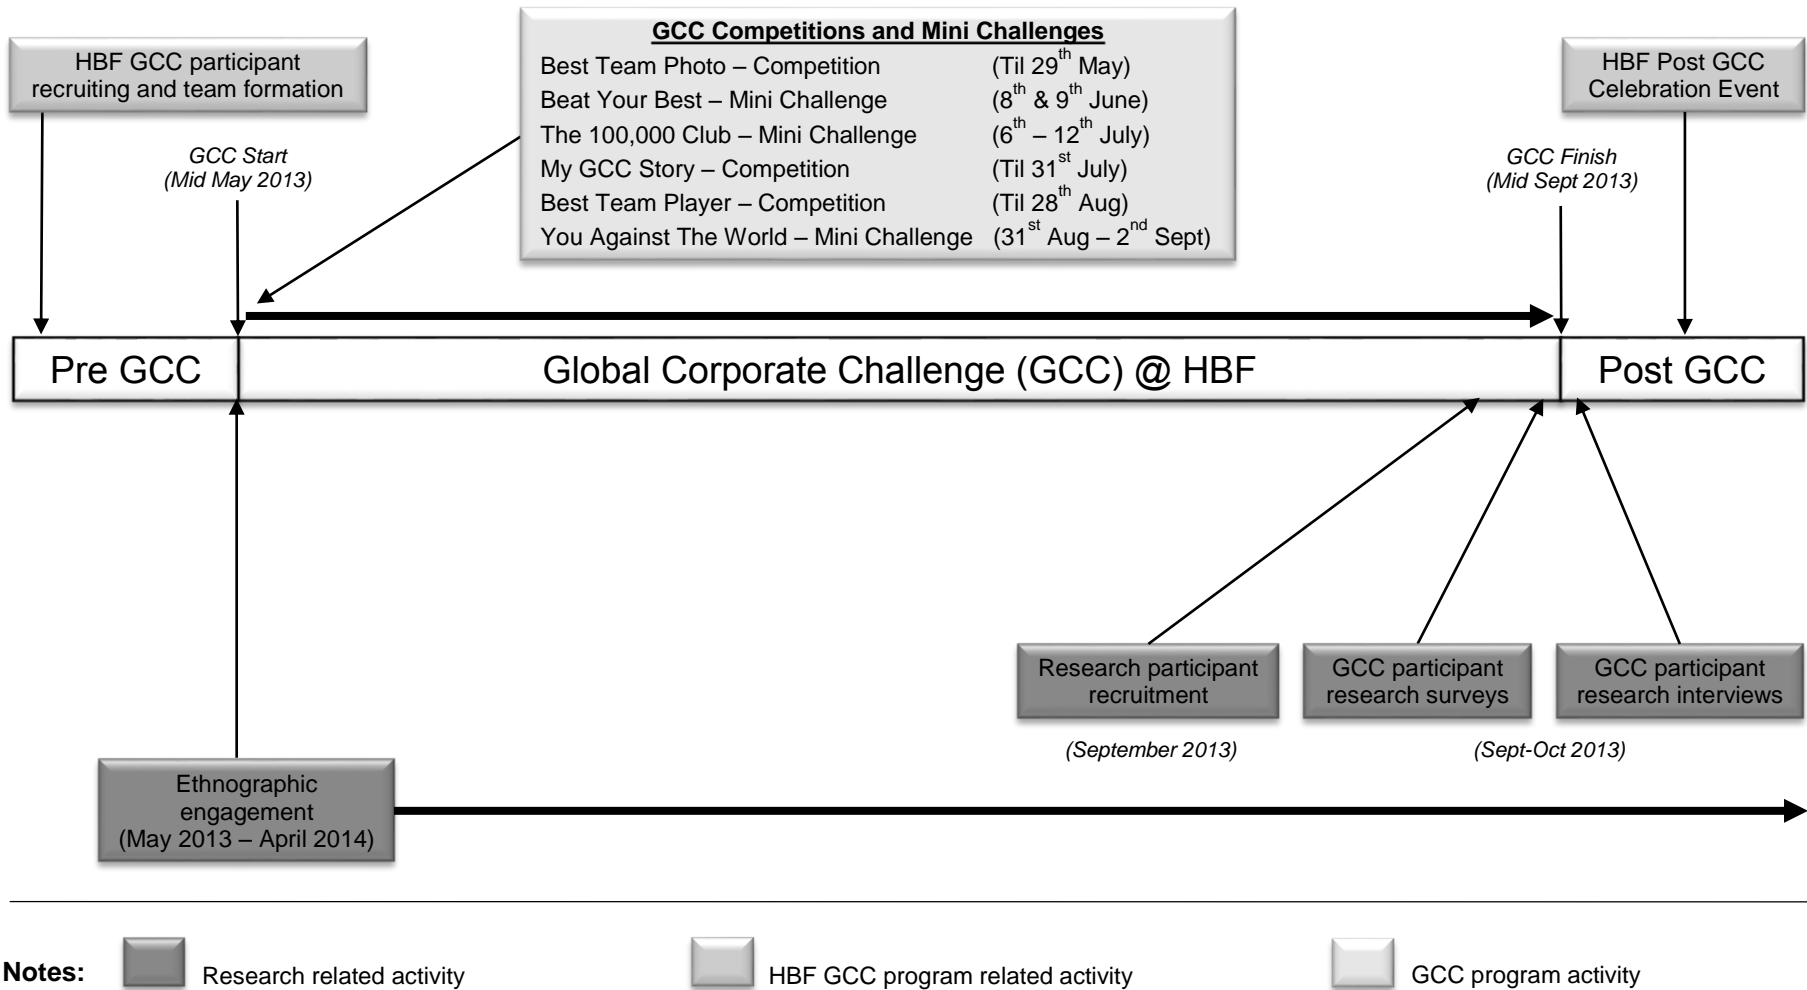 GCC Competitions and Mini Challenges
Best Team Photo – Competition (Til 29th May)
Beat Your Best – Mini Challenge (8th & 9th June)
The 100,000 Club – Mini Challenge (6th – 12th July)
My GCC Story – Competition (Til 31st July)
Best Team Player – Competition (Til 28th Aug)
You Against The World – Mini Challenge (31st Aug – 2nd Sept)
HBF GCC participant
recruiting and team formation
HBF Post GCC
Celebration Event
GCC Start
(Mid May 2013)
GCC Finish
(Mid Sept 2013)
Pre GCC
Global Corporate Challenge (GCC) @ HBF
Post GCC
Research participant
recruitment
GCC participant
research surveys
GCC participant
research interviews
(September 2013)
(Sept-Oct 2013)
Ethnographic
engagement
(May 2013 – April 2014)
Notes:
Research related activity
HBF GCC program related activity
GCC program activity